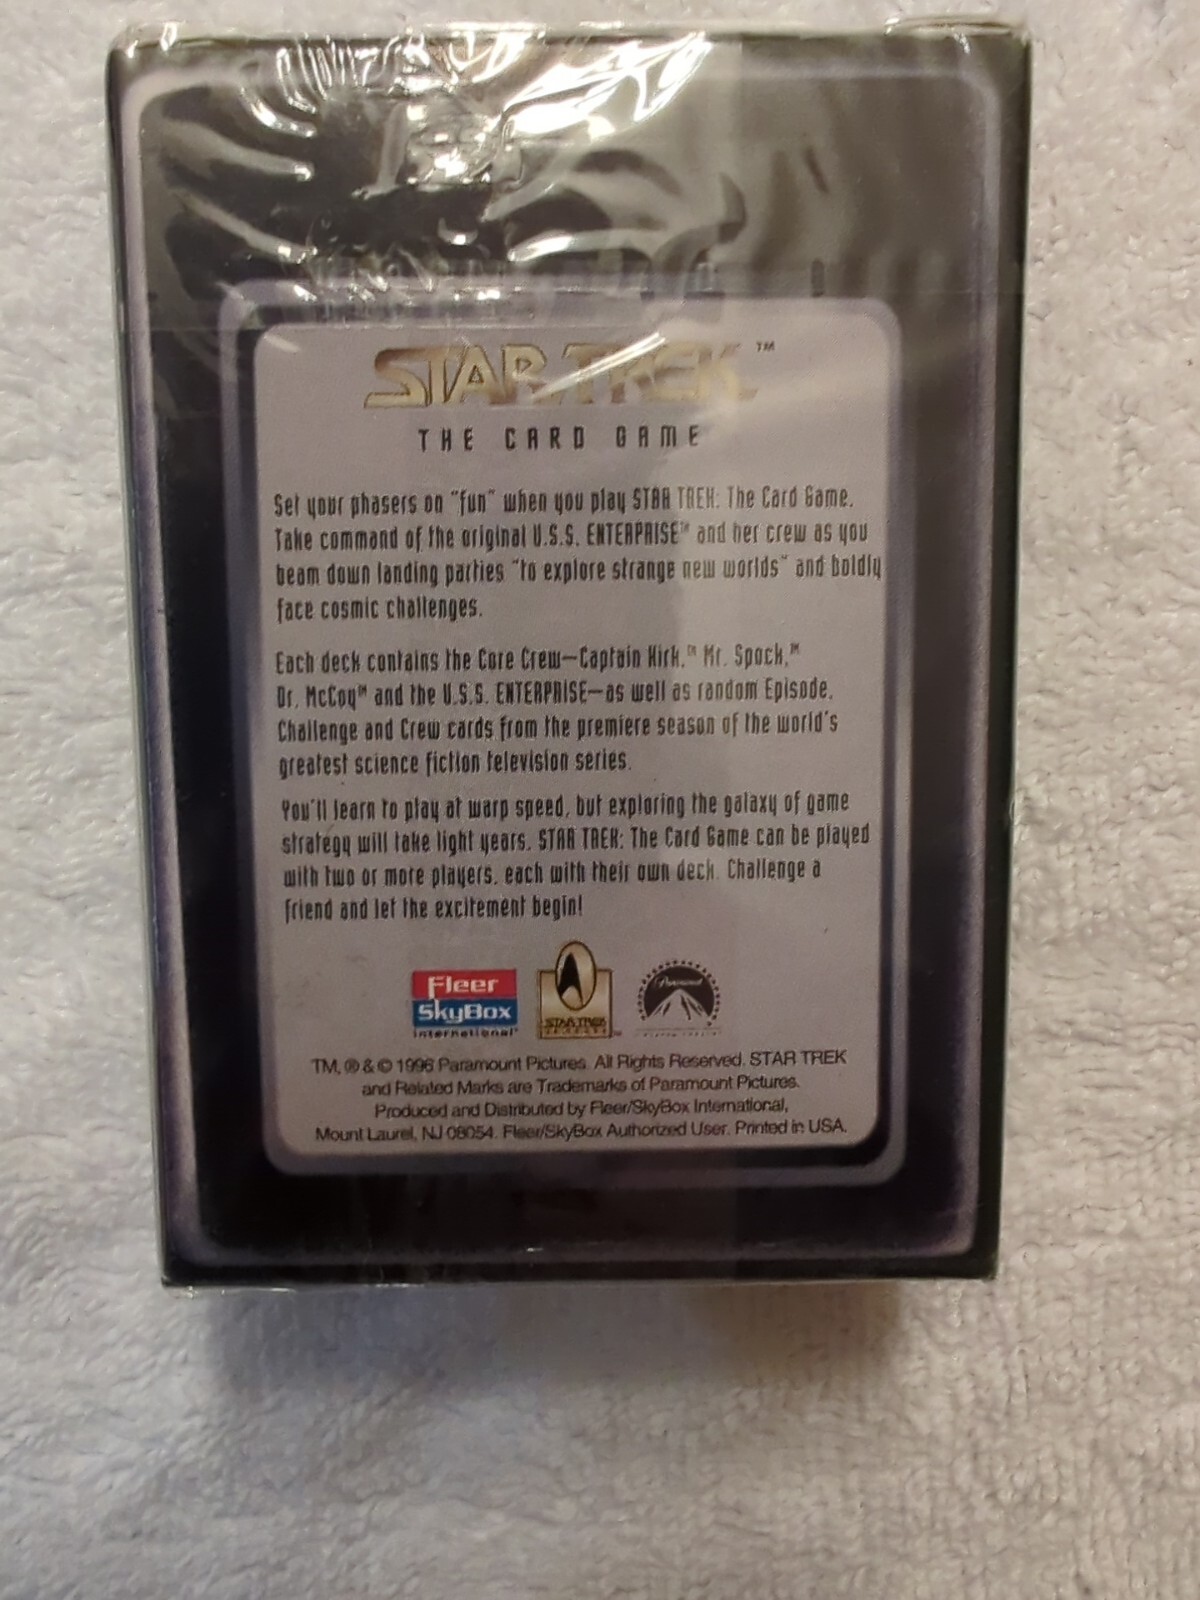 STAR TREK™
THE CARD GAME
Set your phasers on "fun" when you play STAR TREK: The Card Game.
Take command of the original U.S.S. ENTERPRISE™ and her crew as you
beam down landing parties "to explore strange new worlds" and boldly
face cosmic challenges.
Each deck contains the Core Crew—Captain Kirk,™ Mr. Spock,™
Dr. McCoy™ and the U.S.S. ENTERPRISE—as well as random Episode,
Challenge and Crew cards from the premiere season of the world's
greatest science fiction television series.
You'll learn to play at warp speed, but exploring the galaxy of game
strategy will take light years. STAR TREK: The Card Game can be played
with two or more players, each with their own deck. Challenge a
friend and let the excitement begin!
Fleer
SkyBox
International
STAR TREK
Paramount
TM, ® & © 1996 Paramount Pictures. All Rights Reserved. STAR TREK
and Related Marks are Trademarks of Paramount Pictures.
Produced and Distributed by Fleer/SkyBox International,
Mount Laurel, NJ 08054. Fleer/SkyBox Authorized User. Printed in USA.